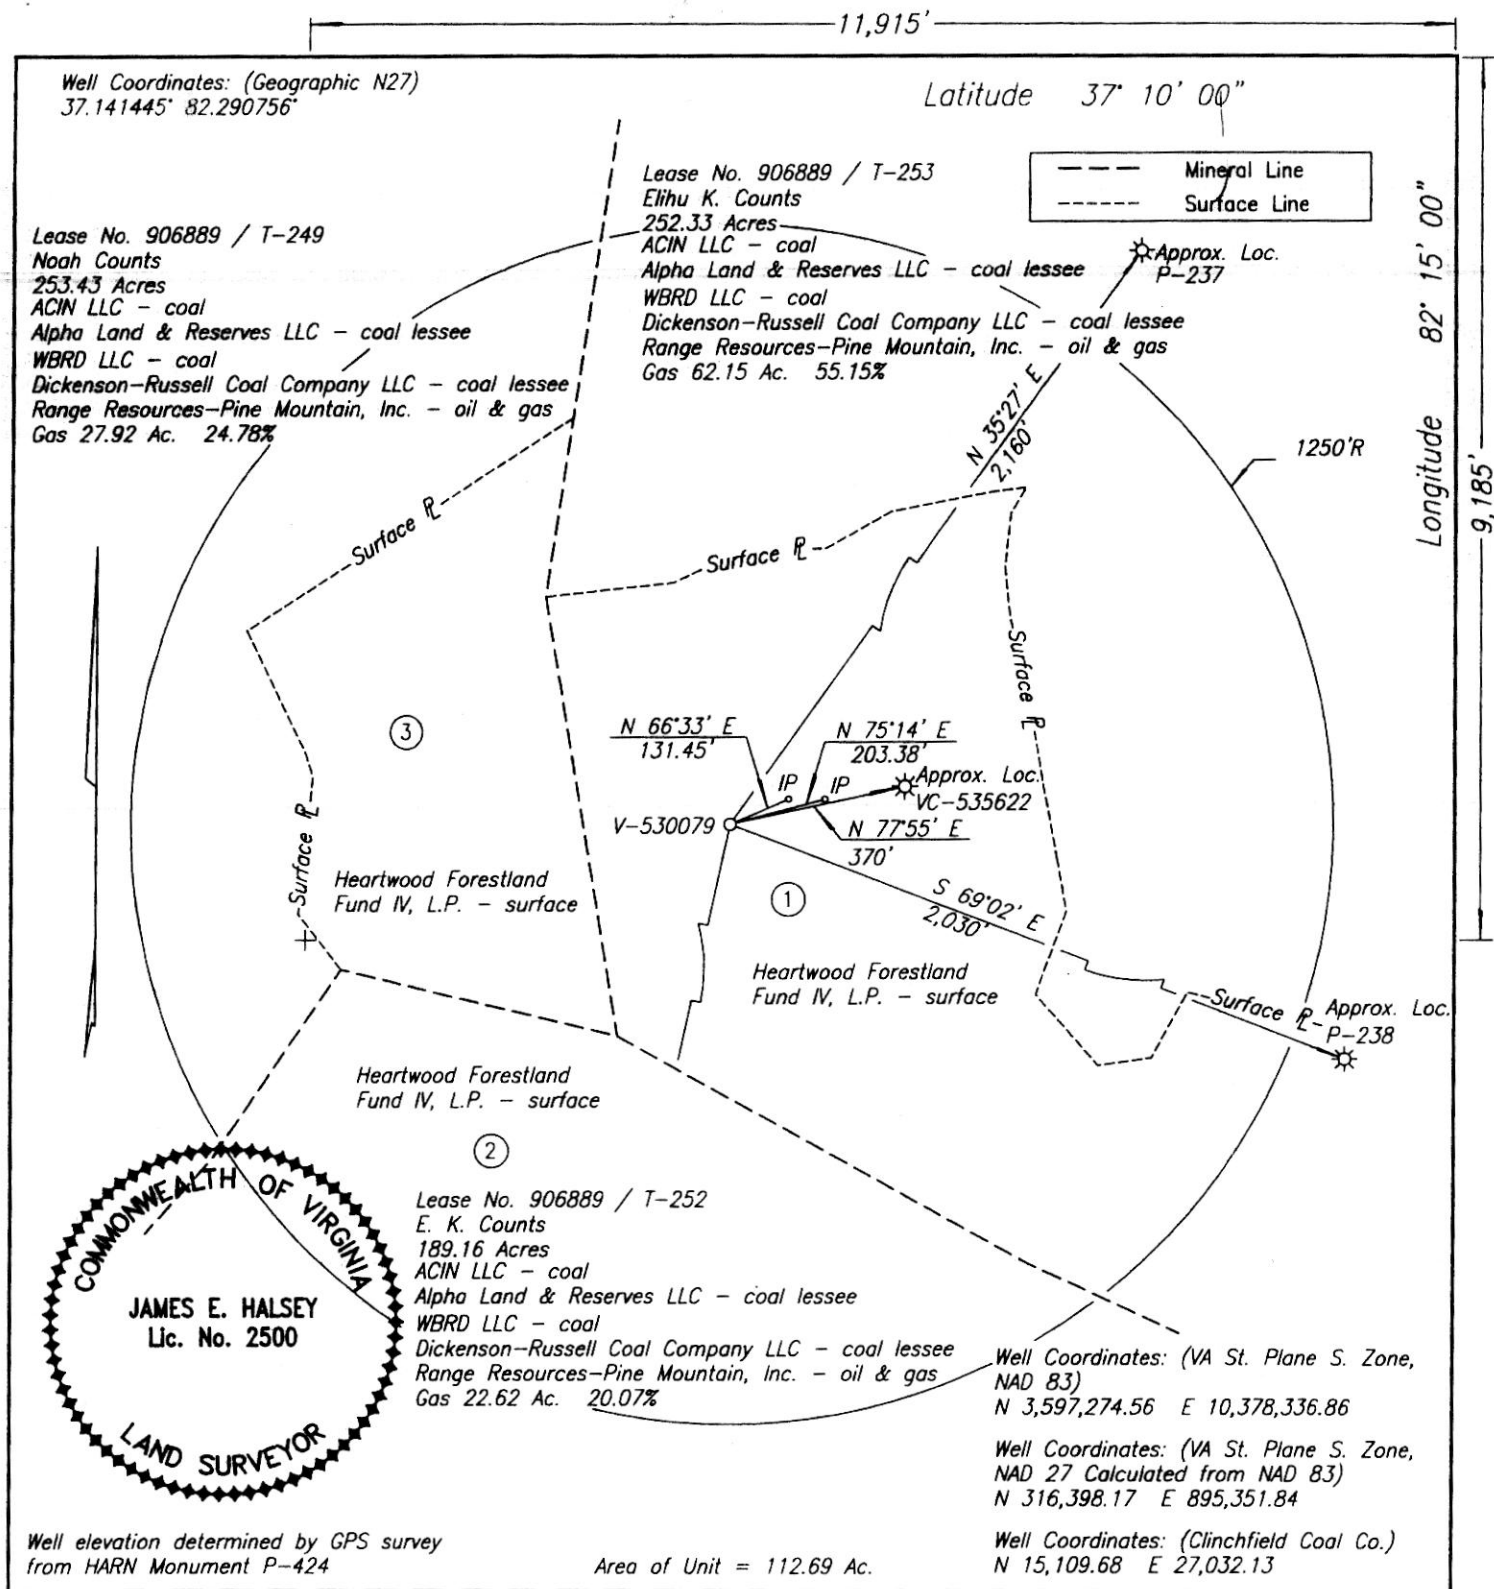 11,915'
Well Coordinates: (Geographic N27)
37.141445° 82.290756°
Latitude 37° 10' 00"
Mineral Line
Surface Line
Longitude 82° 15' 00"
9,185'
Lease No. 906889 / T-249
Noah Counts
253.43 Acres
ACIN LLC - coal
Alpha Land & Reserves LLC - coal lessee
WBRD LLC - coal
Dickenson-Russell Coal Company LLC - coal lessee
Range Resources-Pine Mountain, Inc. - oil & gas
Gas 27.92 Ac. 24.78%
Lease No. 906889 / T-253
Elihu K. Counts
252.33 Acres
ACIN LLC - coal
Alpha Land & Reserves LLC - coal lessee
WBRD LLC - coal
Dickenson-Russell Coal Company LLC - coal lessee
Range Resources-Pine Mountain, Inc. - oil & gas
Gas 62.15 Ac. 55.15%
Approx. Loc.
P-237
N 35°27' E
2,160'
1250'R
Surface PL
Surface PL
Surface PL
3
N 66°33' E
131.45'
N 75°14' E
203.38'
IP
IP
Approx. Loc.
VC-535622
V-530079
N 77°55' E
370'
Surface PL
Heartwood Forestland
Fund IV, L.P. - surface
1
S 69°02' E
2,030'
Heartwood Forestland
Fund IV, L.P. - surface
Surface PL
Approx. Loc.
P-238
Heartwood Forestland
Fund IV, L.P. - surface
2
Lease No. 906889 / T-252
E. K. Counts
189.16 Acres
ACIN LLC - coal
Alpha Land & Reserves LLC - coal lessee
WBRD LLC - coal
Dickenson-Russell Coal Company LLC - coal lessee
Range Resources-Pine Mountain, Inc. - oil & gas
Gas 22.62 Ac. 20.07%
COMMONWEALTH OF VIRGINIA
JAMES E. HALSEY
Lic. No. 2500
LAND SURVEYOR
Well Coordinates: (VA St. Plane S. Zone,
NAD 83)
N 3,597,274.56 E 10,378,336.86
Well Coordinates: (VA St. Plane S. Zone,
NAD 27 Calculated from NAD 83)
N 316,398.17 E 895,351.84
Well Coordinates: (Clinchfield Coal Co.)
N 15,109.68 E 27,032.13
Well elevation determined by GPS survey
from HARN Monument P-424
Area of Unit = 112.69 Ac.